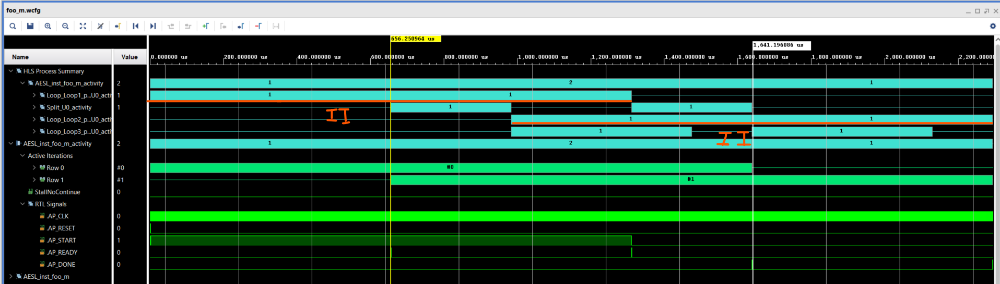 foo_m.wcfg
656.250964 us
1,641.196086 us
Name Value
0.000000 us 200.000000 us 400.000000 us 600.000000 us 800.000000 us 1,000.000000 us 1,200.000000 us 1,400.000000 us 1,600.000000 us 1,800.000000 us 2,000.000000 us 2,200.0000
HLS Process Summary
AESL_inst_foo_m_activity 2 1 2 1
Loop_Loop1_p...U0_acti 1 1 1
Split_U0_activity 1 1 1
II
Loop_Loop2_p...U0_acti 1 1
Loop_Loop3_p...U0_acti 1 1
II
AESL_inst_foo_m_activity 2 1 2 1
Active Iterations
Row 0 #0 #0
Row 1 #1 #1
StallNoContinue 0
RTL Signals
.AP_CLK 0
.AP_RESET 0
.AP_START 1
.AP_READY 0
.AP_DONE 0
AESL_inst_foo_m